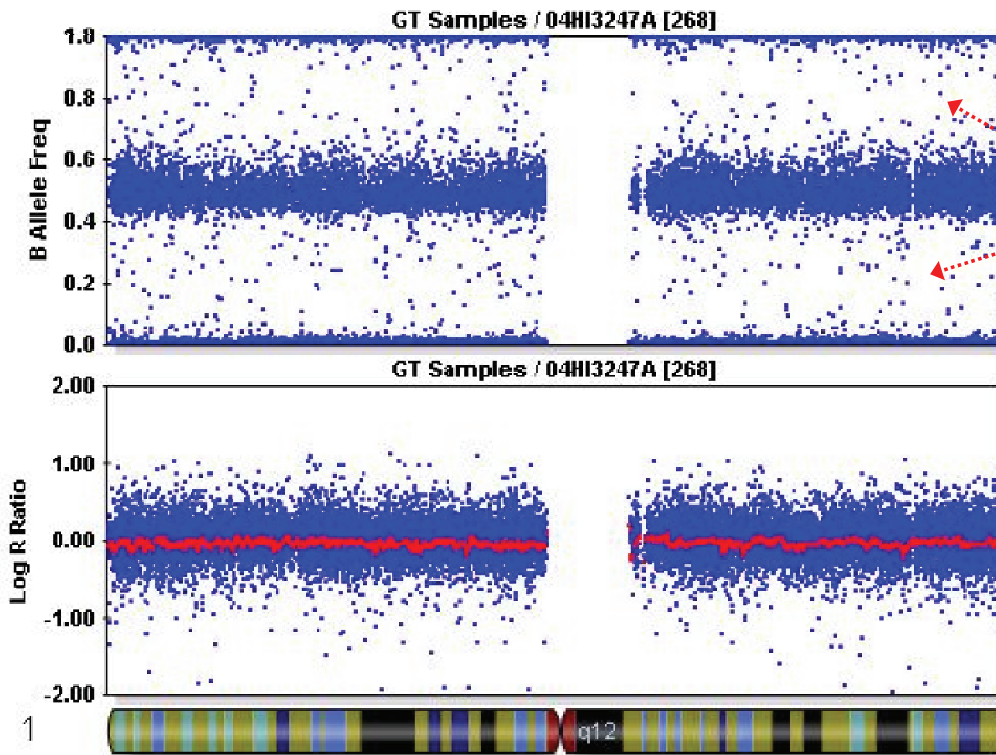 GT Samples / 04HI3247A [268]
1.0
0.8
0.6
0.4
0.2
0.0
B Allele Freq
GT Samples / 04HI3247A [268]
2.00
1.00
0.00
-1.00
-2.00
Log R Ratio
1
q12